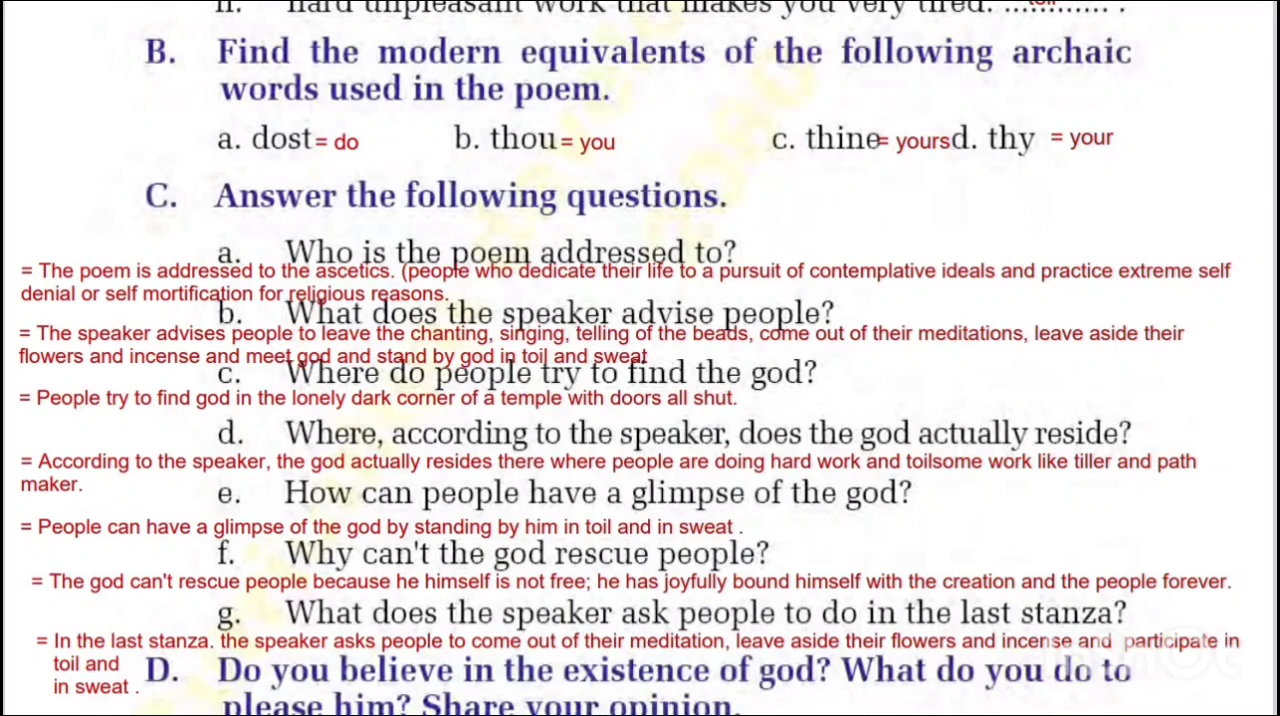 n. hard unpleasant work that makes you very tired. ............ .
B. Find the modern equivalents of the following archaic
words used in the poem.
a. dost = do b. thou = you c. thine = yours d. thy = your
C. Answer the following questions.
a. Who is the poem addressed to?
= The poem is addressed to the ascetics. (people who dedicate their life to a pursuit of contemplative ideals and practice extreme self
denial or self mortification for religious reasons.
b. What does the speaker advise people?
= The speaker advises people to leave the chanting, singing, telling of the beads, come out of their meditations, leave aside their
flowers and incense and meet god and stand by god in toil and sweat
c. Where do people try to find the god?
= People try to find god in the lonely dark corner of a temple with doors all shut.
d. Where, according to the speaker, does the god actually reside?
= According to the speaker, the god actually resides there where people are doing hard work and toilsome work like tiller and path
maker.
e. How can people have a glimpse of the god?
= People can have a glimpse of the god by standing by him in toil and in sweat .
f. Why can't the god rescue people?
= The god can't rescue people because he himself is not free; he has joyfully bound himself with the creation and the people forever.
g. What does the speaker ask people to do in the last stanza?
= In the last stanza. the speaker asks people to come out of their meditation, leave aside their flowers and incense and participate in
toil and
in sweat .
D. Do you believe in the existence of god? What do you do to
please him? Share your opinion.